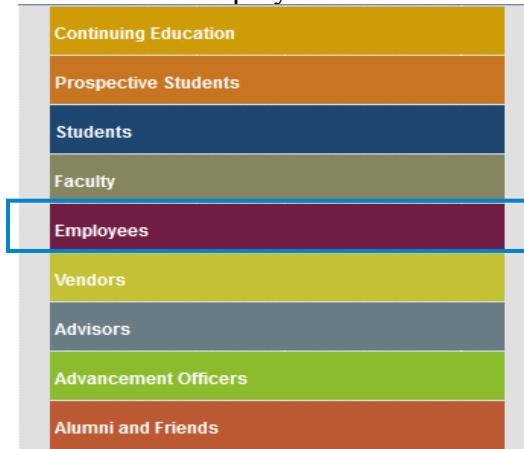 Continuing Education
Prospective Students
Students
Faculty
Employees
Vendors
Advisors
Advancement Officers
Alumni and Friends